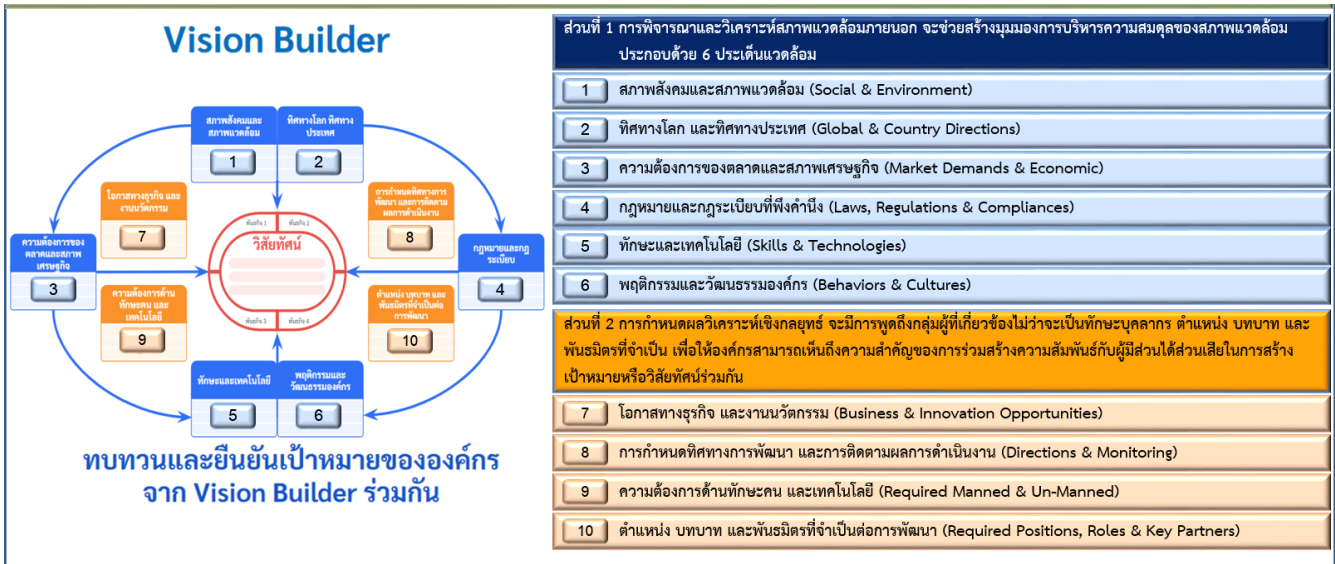 Vision Builder
สภาพสังคมและ
สภาพแวดล้อม
1
ทิศทางโลก ทิศทาง
ประเทศ
2
โอกาสทางธุรกิจ และ
งานนวัตกรรม
7
การกำหนดทิศทางการ
พัฒนา และการติดตาม
ผลการดำเนินงาน
8
พันธกิจ 1
พันธกิจ 2
วิสัยทัศน์
ความต้องการของ
ตลาดและสภาพ
เศรษฐกิจ
3
กฎหมายและกฎ
ระเบียบ
4
ความต้องการด้าน
ทักษะคน และ
เทคโนโลยี
9
ตำแหน่ง บทบาท และ
พันธมิตรที่จำเป็นต่อ
การพัฒนา
10
พันธกิจ 3
พันธกิจ 4
ทักษะและเทคโนโลยี
5
พฤติกรรมและ
วัฒนธรรมองค์กร
6
ทบทวนและยืนยันเป้าหมายขององค์กร
จาก Vision Builder ร่วมกัน
ส่วนที่ 1 การพิจารณาและวิเคราะห์สภาพแวดล้อมภายนอก จะช่วยสร้างมุมมองการบริหารความสมดุลของสภาพแวดล้อม
ประกอบด้วย 6 ประเด็นแวดล้อม
1 สภาพสังคมและสภาพแวดล้อม (Social & Environment)
2 ทิศทางโลก และทิศทางประเทศ (Global & Country Directions)
3 ความต้องการของตลาดและสภาพเศรษฐกิจ (Market Demands & Economic)
4 กฎหมายและกฎระเบียบที่พึงคำนึง (Laws, Regulations & Compliances)
5 ทักษะและเทคโนโลยี (Skills & Technologies)
6 พฤติกรรมและวัฒนธรรมองค์กร (Behaviors & Cultures)
ส่วนที่ 2 การกำหนดผลวิเคราะห์เชิงกลยุทธ์ จะมีการพูดถึงกลุ่มผู้ที่เกี่ยวข้องไม่ว่าจะเป็นทักษะบุคลากร ตำแหน่ง บทบาท และ
พันธมิตรที่จำเป็น เพื่อให้องค์กรสามารถเห็นถึงความสำคัญของการร่วมสร้างความสัมพันธ์กับผู้มีส่วนได้ส่วนเสียในการสร้าง
เป้าหมายหรือวิสัยทัศน์ร่วมกัน
7 โอกาสทางธุรกิจ และงานนวัตกรรม (Business & Innovation Opportunities)
8 การกำหนดทิศทางการพัฒนา และการติดตามผลการดำเนินงาน (Directions & Monitoring)
9 ความต้องการด้านทักษะคน และเทคโนโลยี (Required Manned & Un-Manned)
10 ตำแหน่ง บทบาท และพันธมิตรที่จำเป็นต่อการพัฒนา (Required Positions, Roles & Key Partners)